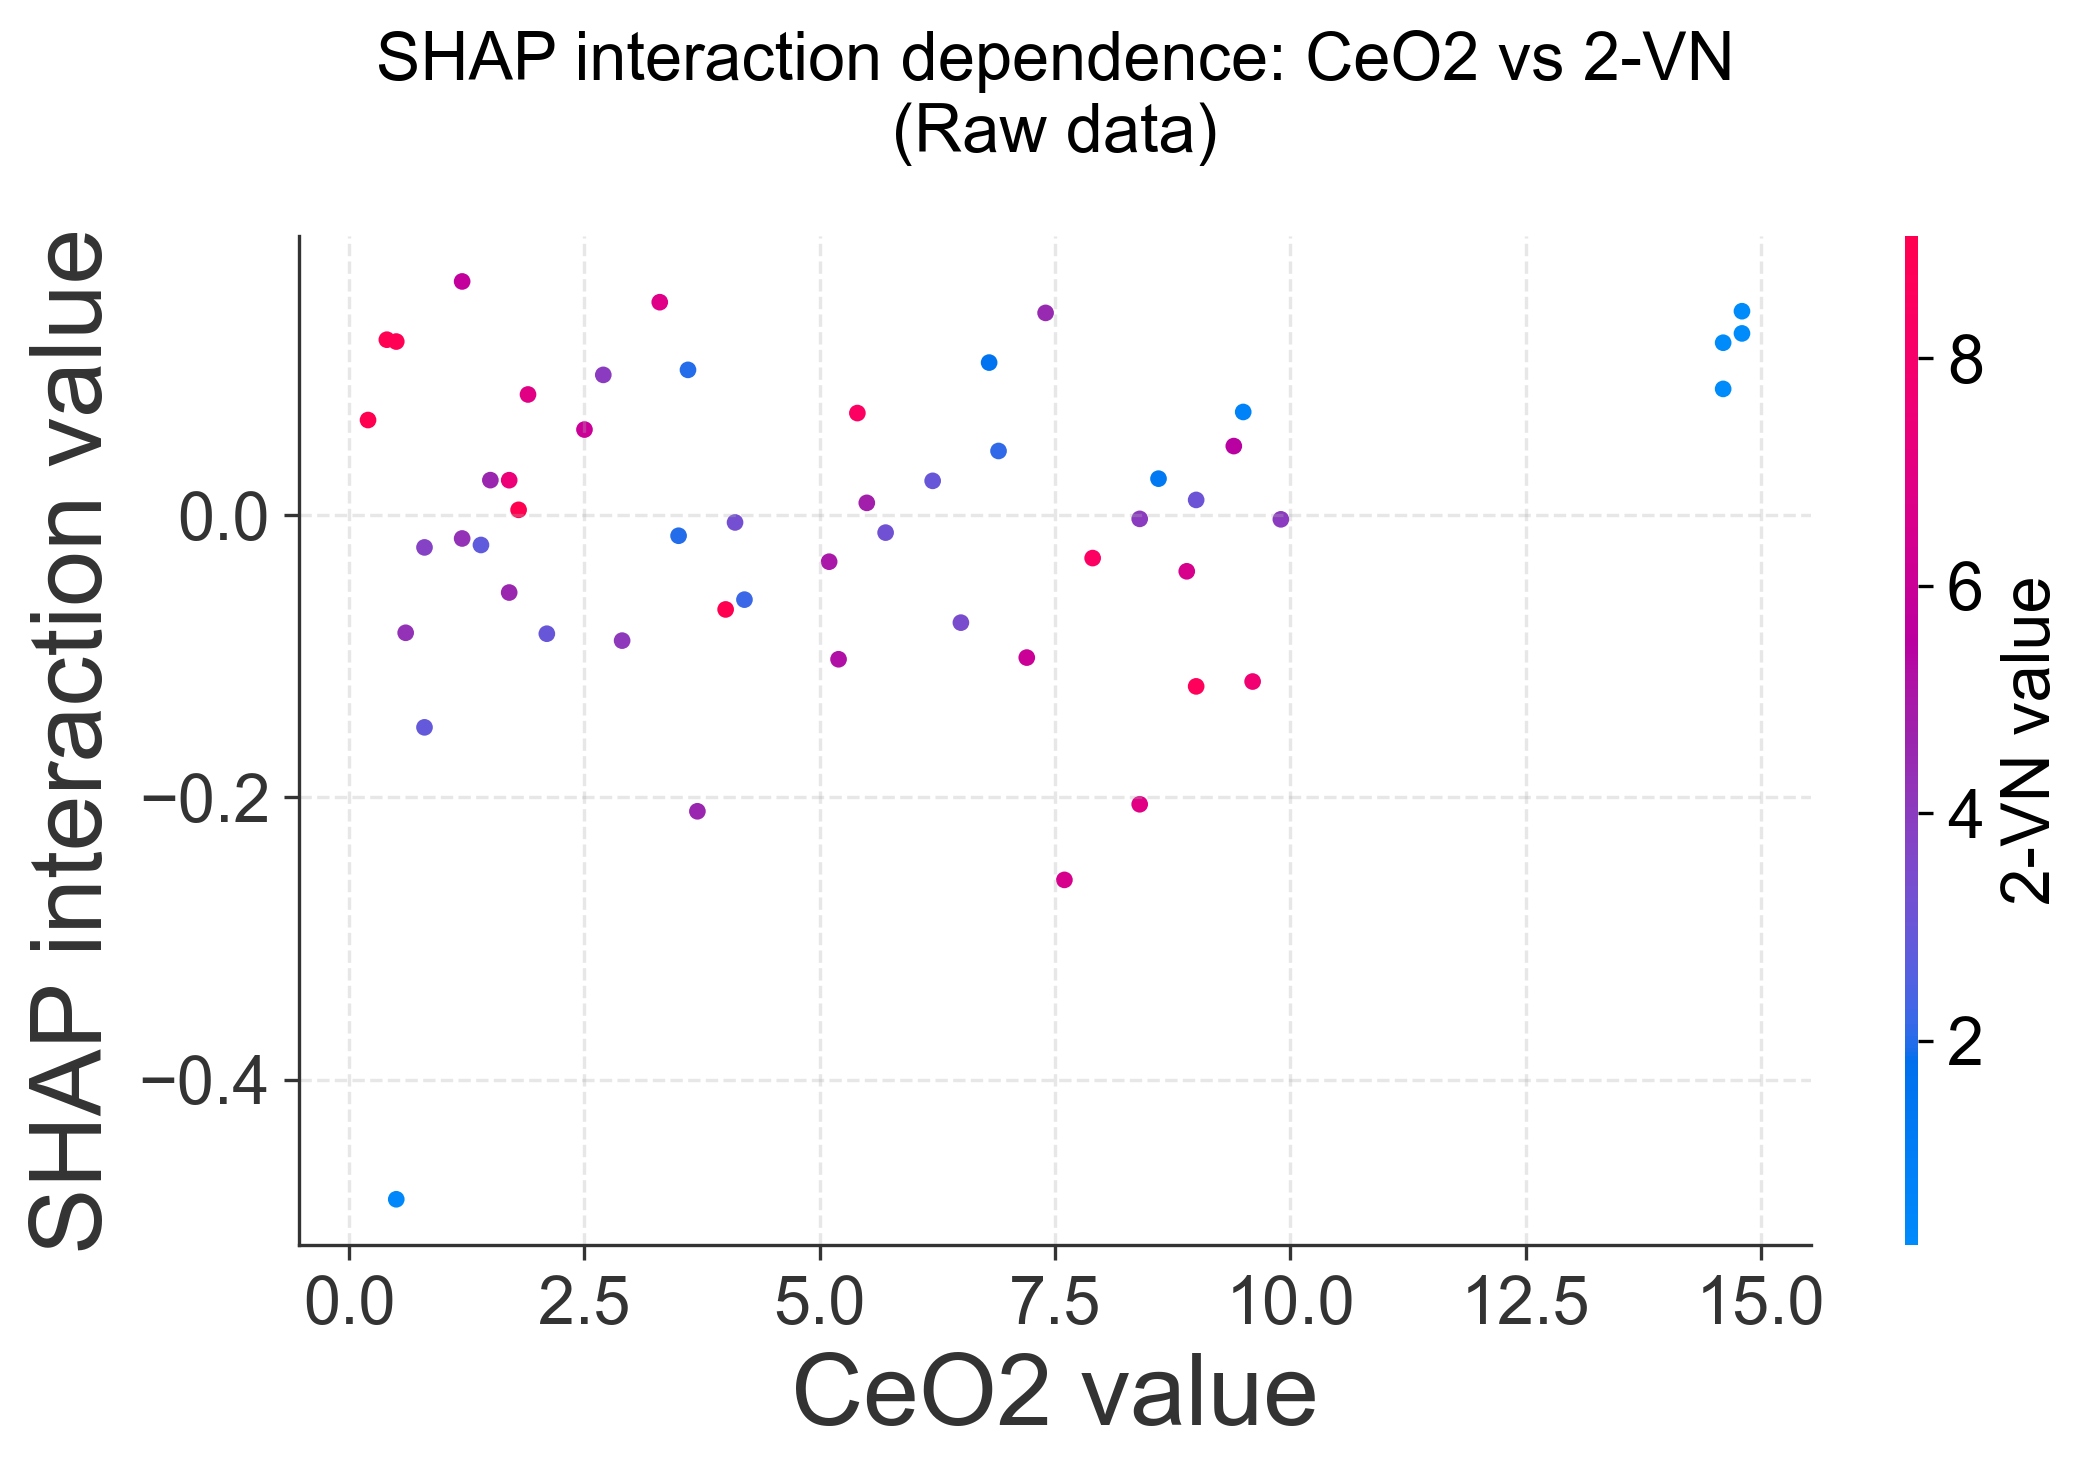 SHAP interaction dependence: CeO2 vs 2-VN
(Raw data)
SHAP interaction value
0.0
−0.2
−0.4
0.0 2.5 5.0 7.5 10.0 12.5 15.0
CeO2 value
8
6
4
2
2-VN value